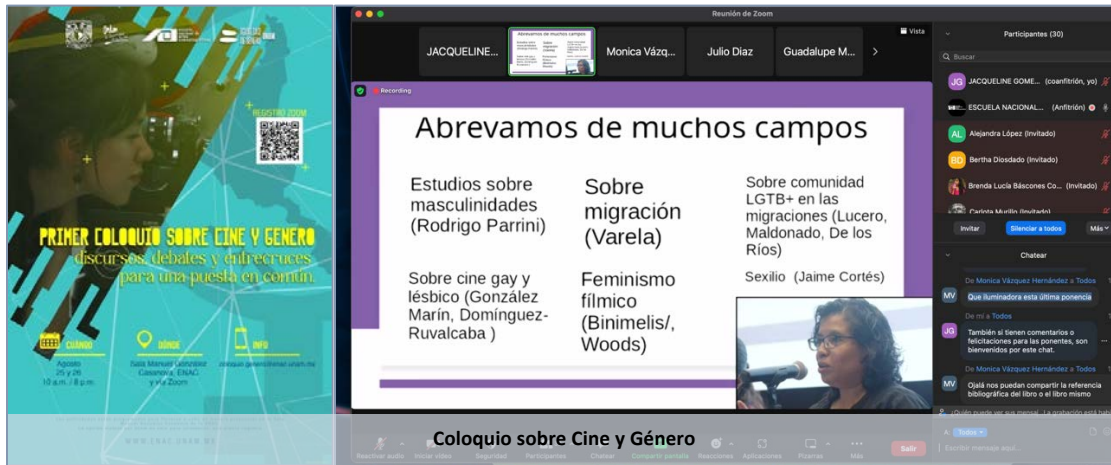 REGISTRO ZOOM
PRIMER COLOQUIO SOBRE CINE Y GÉNERO
discursos, debales y entrecruces
para una puesta en común.
CUÁNDO
Agosto
25 y 26
10 a.m. / 8 p.m.
DÓNDE
Sala Manuel González
Casanova, ENAC
y vía Zoom
INFO
WWW.ENAC.UNAM.MX
Reunión de Zoom
Vista
JACQUELINE...
Monica Vázq...
Julio Diaz
Guadalupe M...
Recording
Abrevamos de muchos campos
Estudios sobre
masculinidades
(Rodrigo Parrini)
Sobre
migración
(Varela)
Sobre comunidad
LGTB+ en las
migraciones (Lucero,
Maldonado, De los
Ríos)
Sobre cine gay y
lésbico (González
Marín, Domínguez-
Ruvalcaba )
Feminismo
fílmico
(Binimelis/,
Woods)
Sexilio (Jaime Cortés)
Participantes (30)
Buscar
JG JACQUELINE GOME... (coanfitrión, yo)
ESCUELA NACIONAL... (Anfitrión)
AL Alejandra López (Invitado)
BD Bertha Diosdado (Invitado)
Brenda Lucía Báscones Co... (Invitado)
Carlota Murillo (Invitado)
Invitar
Silenciar a todos
Más
Chatear
De Monica Vázquez Hernández a Todos
MV Que iluminadora esta última ponencia
De mi a Todos
JG También si tienen comentarios o
felicitaciones para las ponentes, son
bienvenidos por este chat.
De Monica Vázquez Hernández a Todos
MV Ojalá nos puedan compartir la referencia
bibliográfica del libro o el libro mismo
A: Todos
Escribir mensaje aquí...
Reactivar audio
Iniciar video
Seguridad
Participantes
Chatear
Compartir pantalla
Reacciones
Aplicaciones
Pizarras
Más
Salir
Coloquio sobre Cine y Género